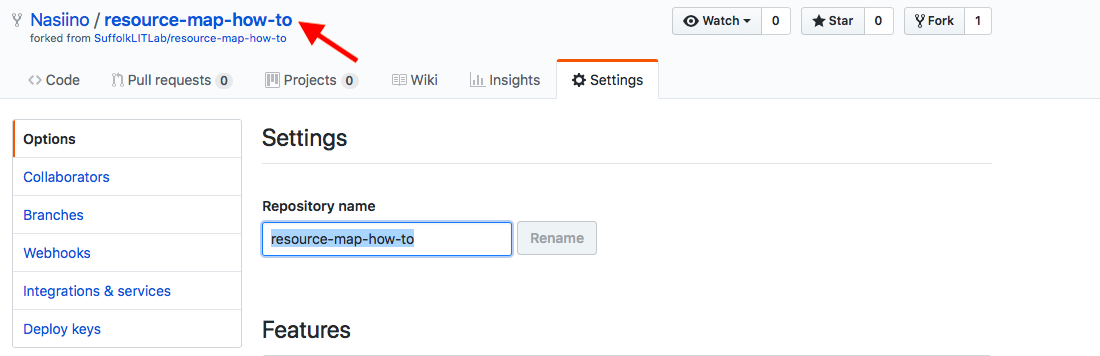 Nasiino / resource-map-how-to
forked from SuffolkLITLab/resource-map-how-to
Watch 0 Star 0 Fork 1
Code Pull requests 0 Projects 0 Wiki Insights Settings
Options
Collaborators
Branches
Webhooks
Integrations & services
Deploy keys
Settings
Repository name
resource-map-how-to Rename
Features